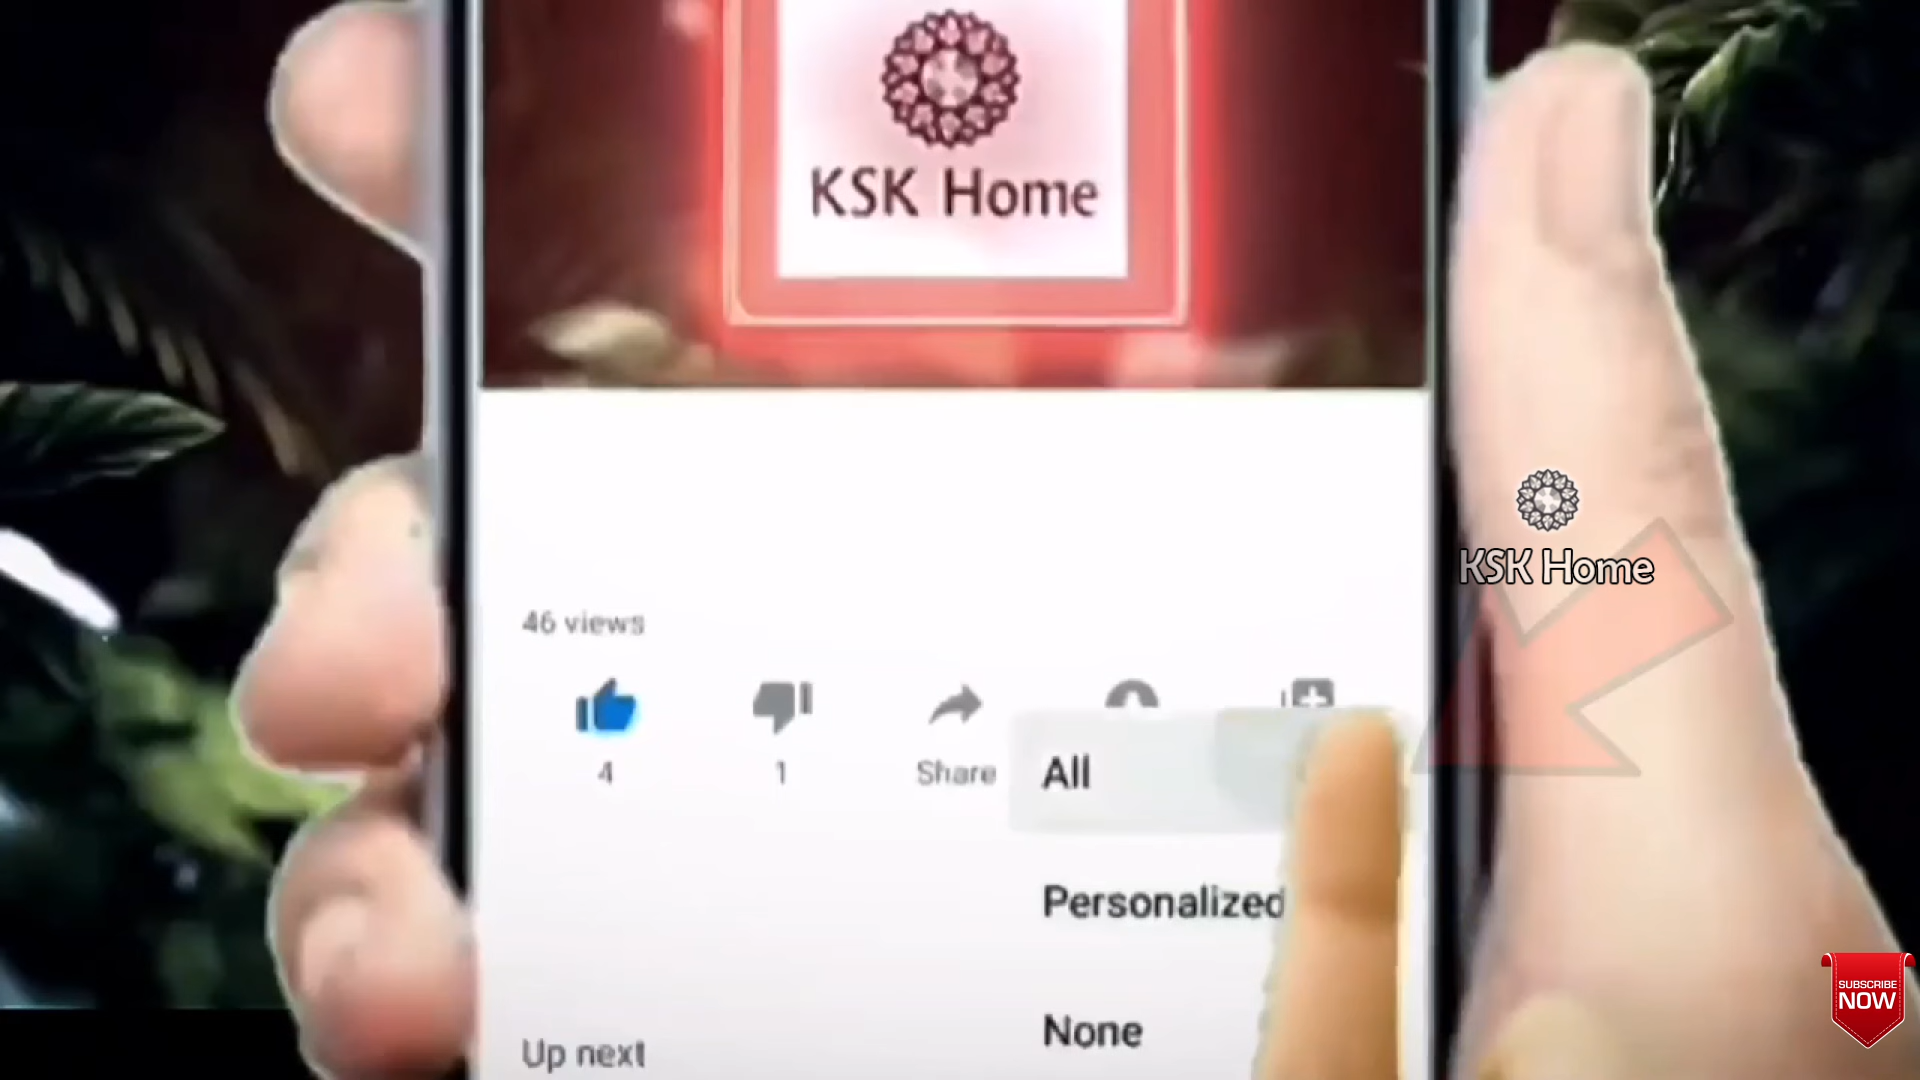 KSK Home
46 views
4
1
Share
All
Personalized
None
Up next
KSK Home
SUBSCRIBE
NOW